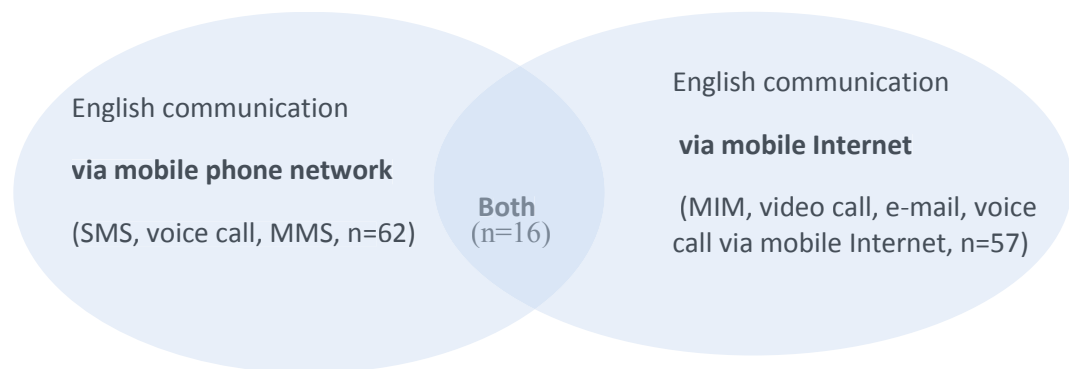 English communication
via mobile phone network
(SMS, voice call, MMS, n=62)
Both
(n=16)
English communication
via mobile Internet
(MIM, video call, e-mail, voice
call via mobile Internet, n=57)